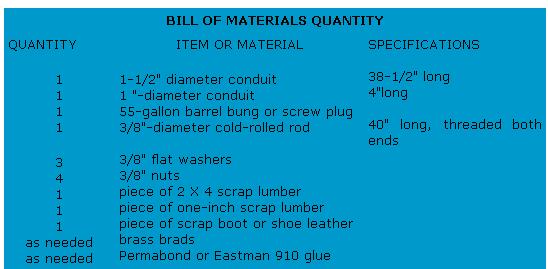 BILL OF MATERIALS QUANTITY
QUANTITY ITEM OR MATERIAL SPECIFICATIONS
1 1-1/2" diameter conduit 38-1/2" long
1 1 "-diameter conduit 4"long
1 55-gallon barrel bung or screw plug
1 3/8"-diameter cold-rolled rod 40" long, threaded both
ends
3 3/8" flat washers
4 3/8" nuts
1 piece of 2 X 4 scrap lumber
1 piece of one-inch scrap lumber
1 piece of scrap boot or shoe leather
as needed brass brads
as needed Permabond or Eastman 910 glue